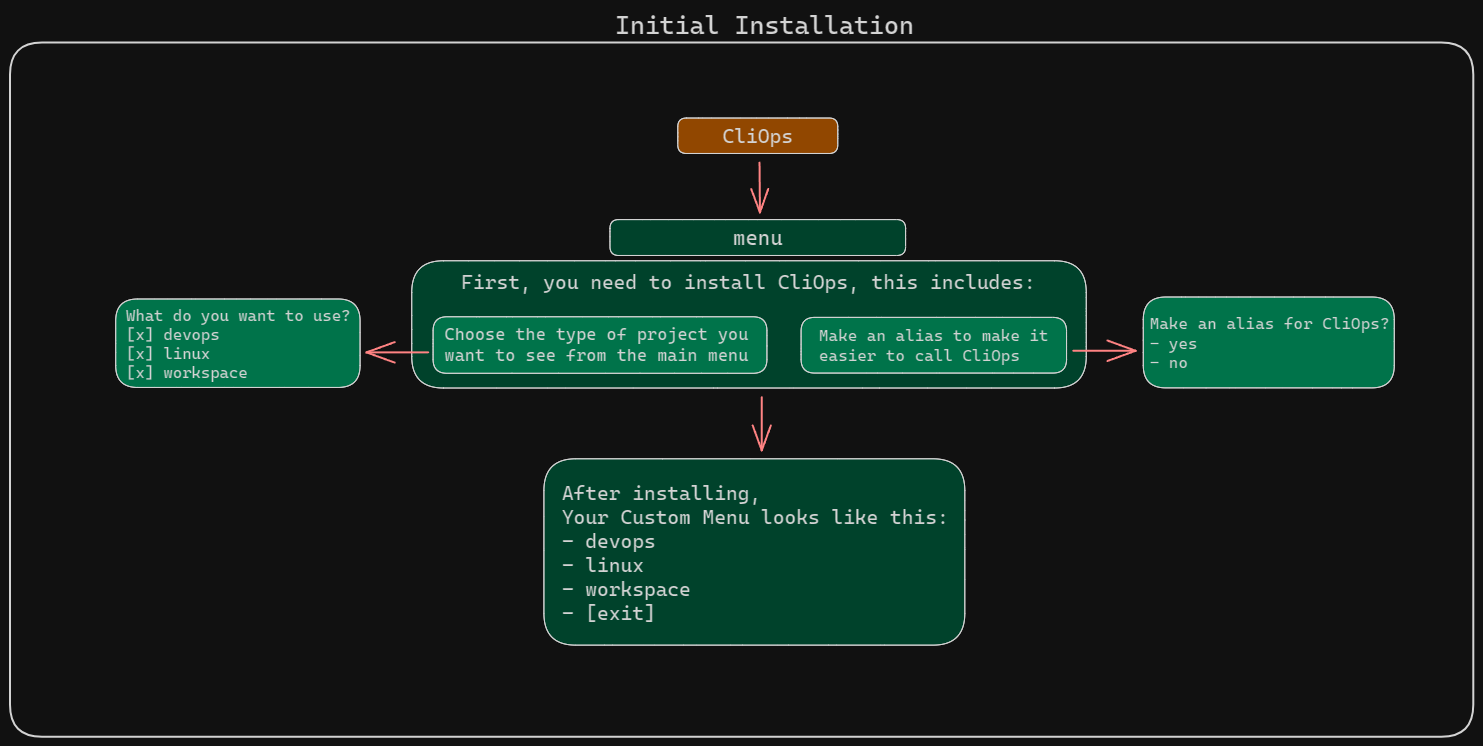 Initial Installation
CliOps
menu
First, you need to install CliOps, this includes:
What do you want to use?
[x] devops
[x] linux
[x] workspace
Choose the type of project you
want to see from the main menu
Make an alias to make it
easier to call CliOps
Make an alias for CliOps?
- yes
- no
After installing,
Your Custom Menu looks like this:
- devops
- linux
- workspace
- [exit]